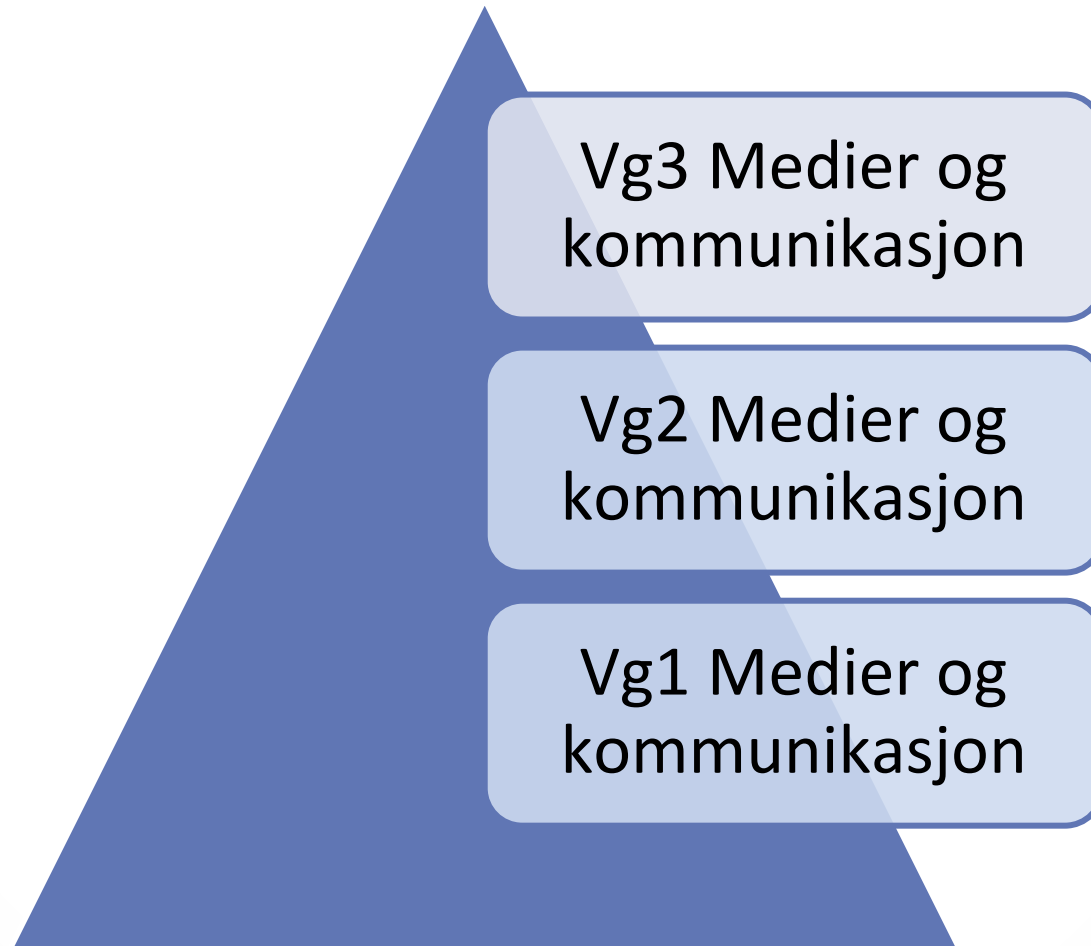 Vg3 Medier og
kommunikasjon
Vg2 Medier og
kommunikasjon
Vg1 Medier og
kommunikasjon